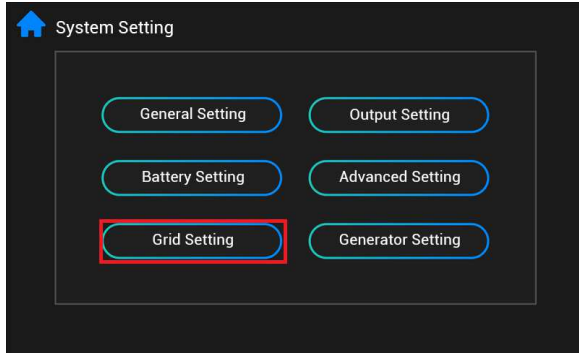 System Setting
General Setting
Output Setting
Battery Setting
Advanced Setting
Grid Setting
Generator Setting